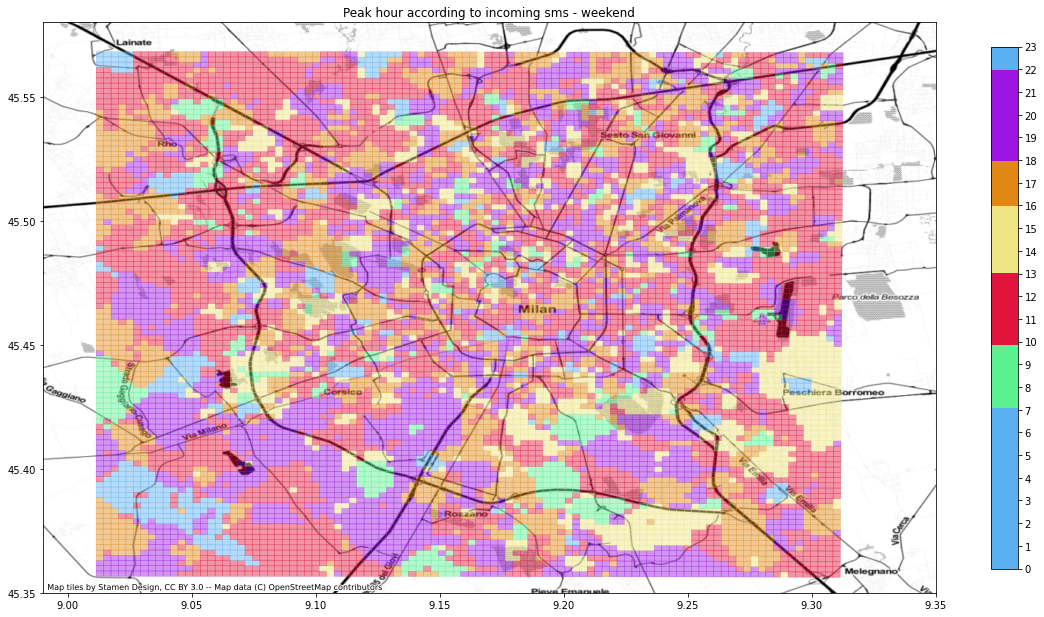 Peak hour according to incoming sms - weekend
Lainate
Rho
Sesto San Giovanni
Via Palmanova
Milan
Parco della Besozza
Peschiera Borromeo
Gaggiano
Corsico
Via Milano
Via Emilia
Via Emilia
Rozzano
Via Cerca
Melegnano
Pieve Emanuele
Map tiles by Stamen Design, CC BY 3.0 -- Map data (C) OpenStreetMap contributors
45.55
45.50
45.45
45.40
45.35
9.00
9.05
9.10
9.15
9.20
9.25
9.30
9.35
23
22
21
20
19
18
17
16
15
14
13
12
11
10
9
8
7
6
5
4
3
2
1
0